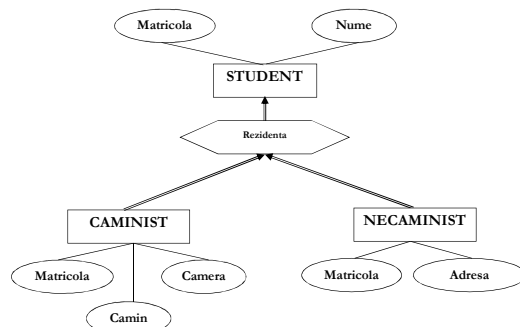 Matricola
Nume
STUDENT
Rezidenta
CAMINIST
NECAMINIST
Matricola
Camera
Matricola
Adresa
Camin